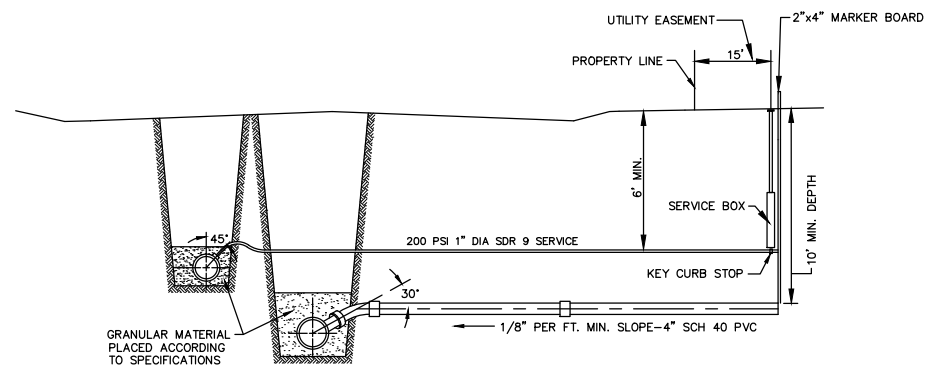 UTILITY EASEMENT
2"x4" MARKER BOARD
15'
PROPERTY LINE
6' MIN.
10' MIN. DEPTH
SERVICE BOX
45°
200 PSI 1" DIA SDR 9 SERVICE
KEY CURB STOP
30°
1/8" PER FT. MIN. SLOPE-4" SCH 40 PVC
GRANULAR MATERIAL
PLACED ACCORDING
TO SPECIFICATIONS